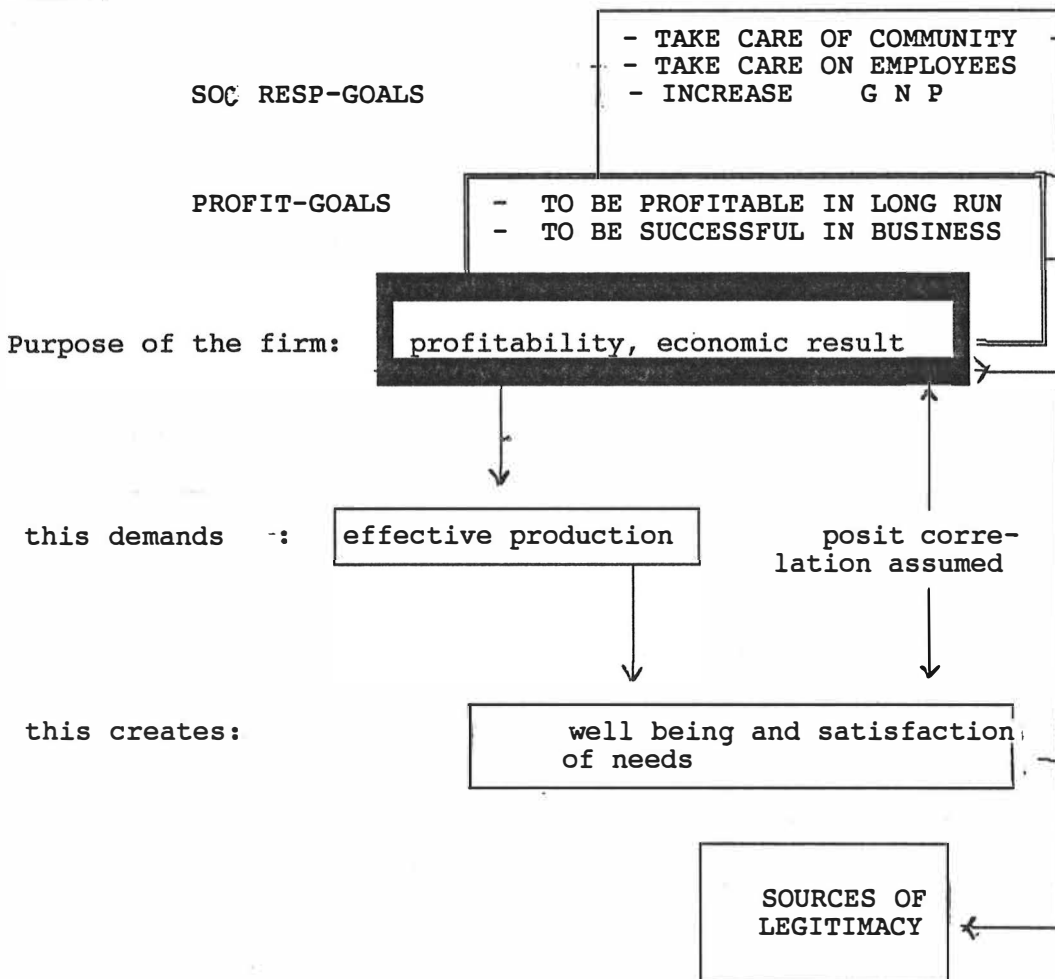 - TAKE CARE OF COMMUNITY
- TAKE CARE ON EMPLOYEES
SOC RESP-GOALS
- INCREASE G N P
PROFIT-GOALS
- TO BE PROFITABLE IN LONG RUN
- TO BE SUCCESSFUL IN BUSINESS
Purpose of the firm:
profitability, economic result
this demands -:
effective production
posit corre-
lation assumed
this creates:
well being and satisfaction
of needs
SOURCES OF
LEGITIMACY